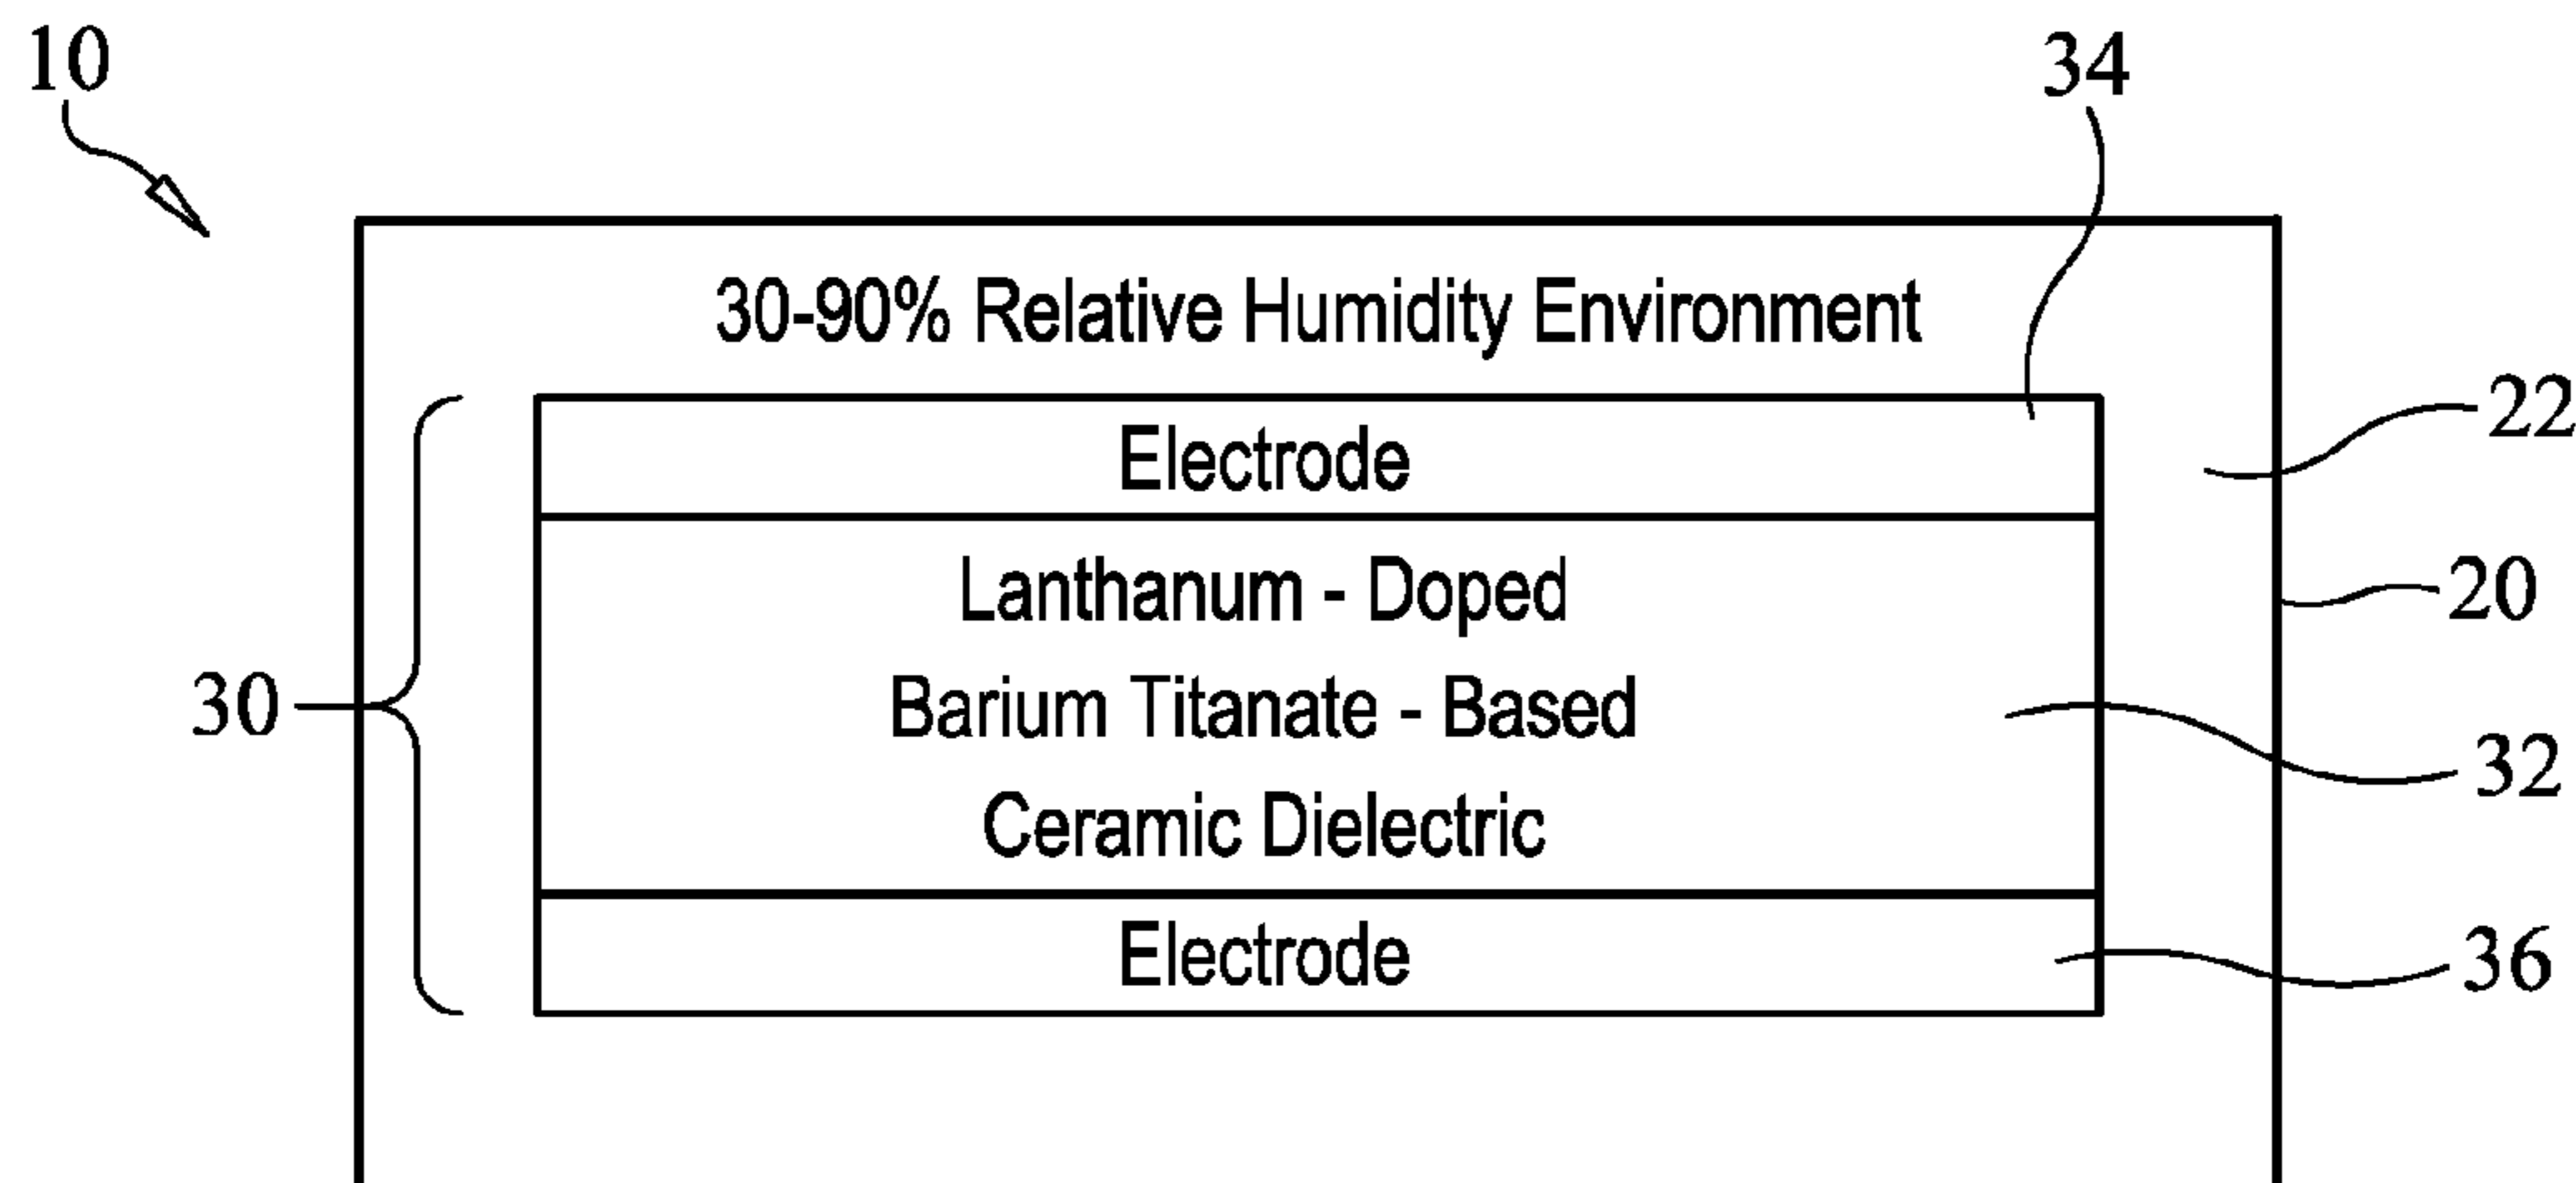 10
34
30-90% Relative Humidity Environment
22
Electrode
Lanthanum - Doped
20
Barium Titanate - Based
30
32
Ceramic Dielectric
Electrode
36